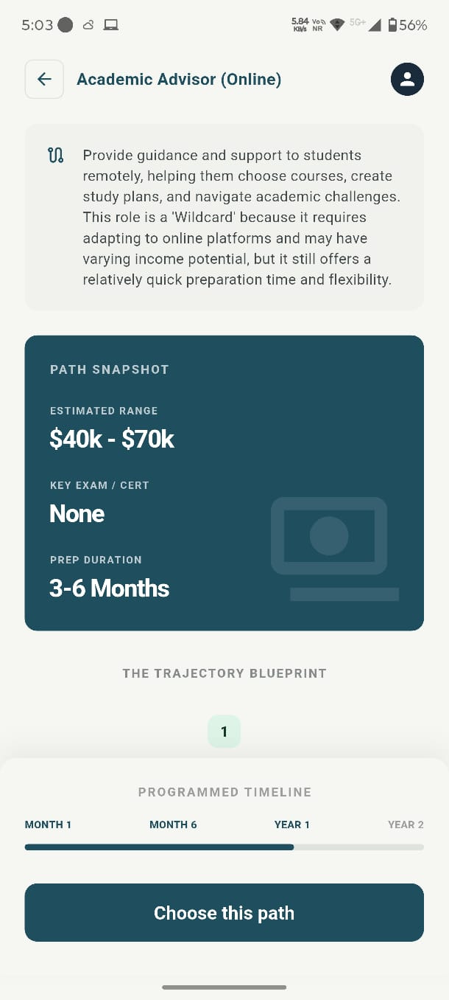 5:03
5.84 KB/s
Vo NR
5G+
56%
Academic Advisor (Online)
Provide guidance and support to students
remotely, helping them choose courses, create
study plans, and navigate academic challenges.
This role is a 'Wildcard' because it requires
adapting to online platforms and may have
varying income potential, but it still offers a
relatively quick preparation time and flexibility.
PATH SNAPSHOT
ESTIMATED RANGE
$40k - $70k
KEY EXAM / CERT
None
PREP DURATION
3-6 Months
THE TRAJECTORY BLUEPRINT
1
PROGRAMMED TIMELINE
MONTH 1 MONTH 6 YEAR 1 YEAR 2
Choose this path